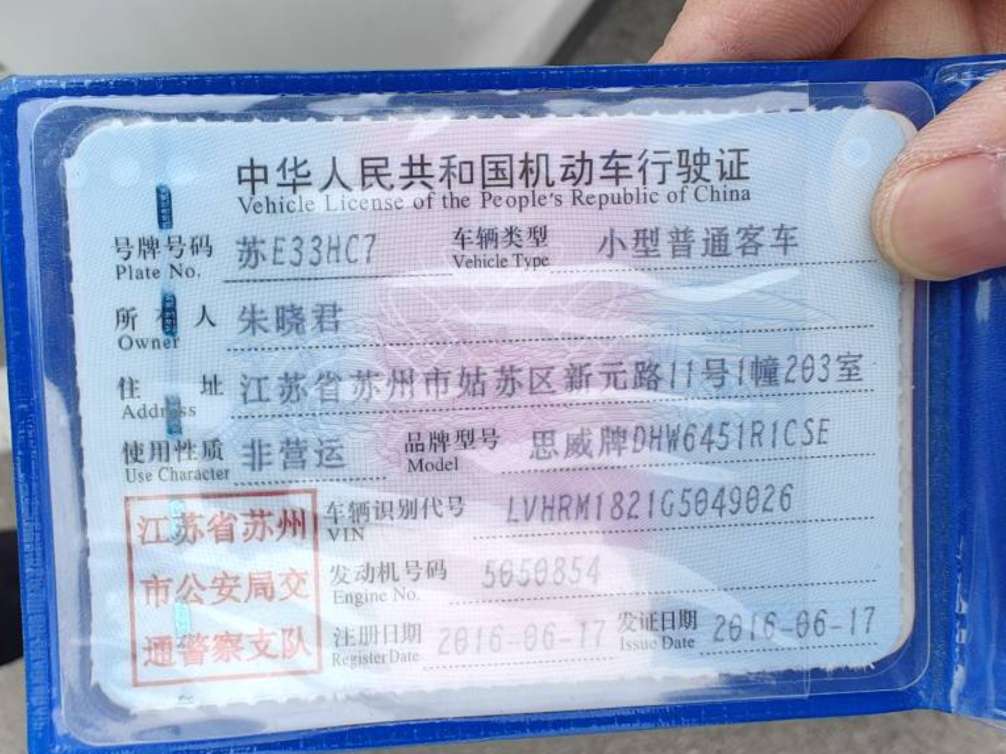 中华人民共和国机动车行驶证
Vehicle License of the People's Republic of China
号牌号码 苏E33HC7 车辆类型 小型普通客车
Plate No. Vehicle Type
所有人 朱晓君
Owner
住址 江苏省苏州市姑苏区新元路11号1幢203室
Address
使用性质 非营运 品牌型号 思威牌DHW6451R1CSE
Use Character Model
江苏省苏州
市公安局交
通警察支队
车辆识别代号 LVHRM1821G5049026
VIN
发动机号码 5050854
Engine No.
注册日期 2016-06-17 发证日期 2016-06-17
Register Date Issue Date